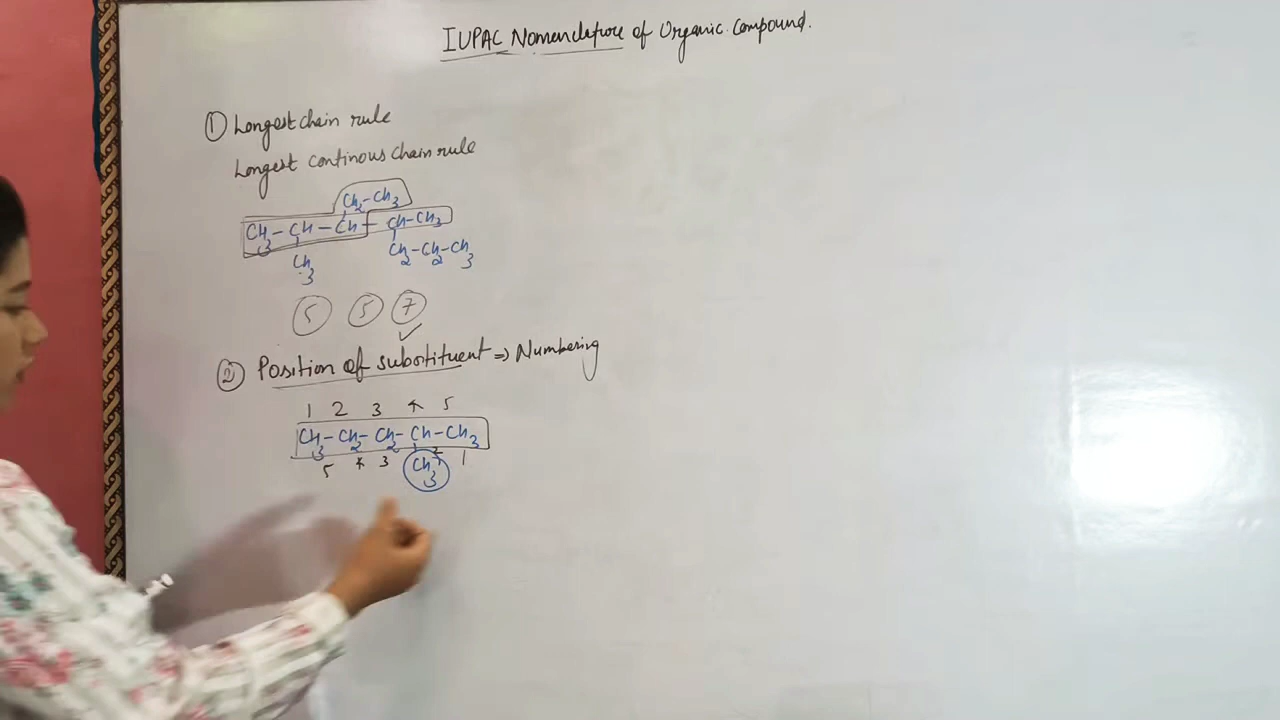 IUPAC Nomenclature of Organic Compound.
① Longest chain rule
Longest continous chain rule
CH2-CH3
CH3-CH-CH-CH-CH3
CH3 CH2-CH2-CH3
5 5 7 ✓
② Position of substituent ⇒ Numbering
1 2 3 4 5
CH3-CH2-CH2-CH-CH3
5 4 3 2 1
CH3